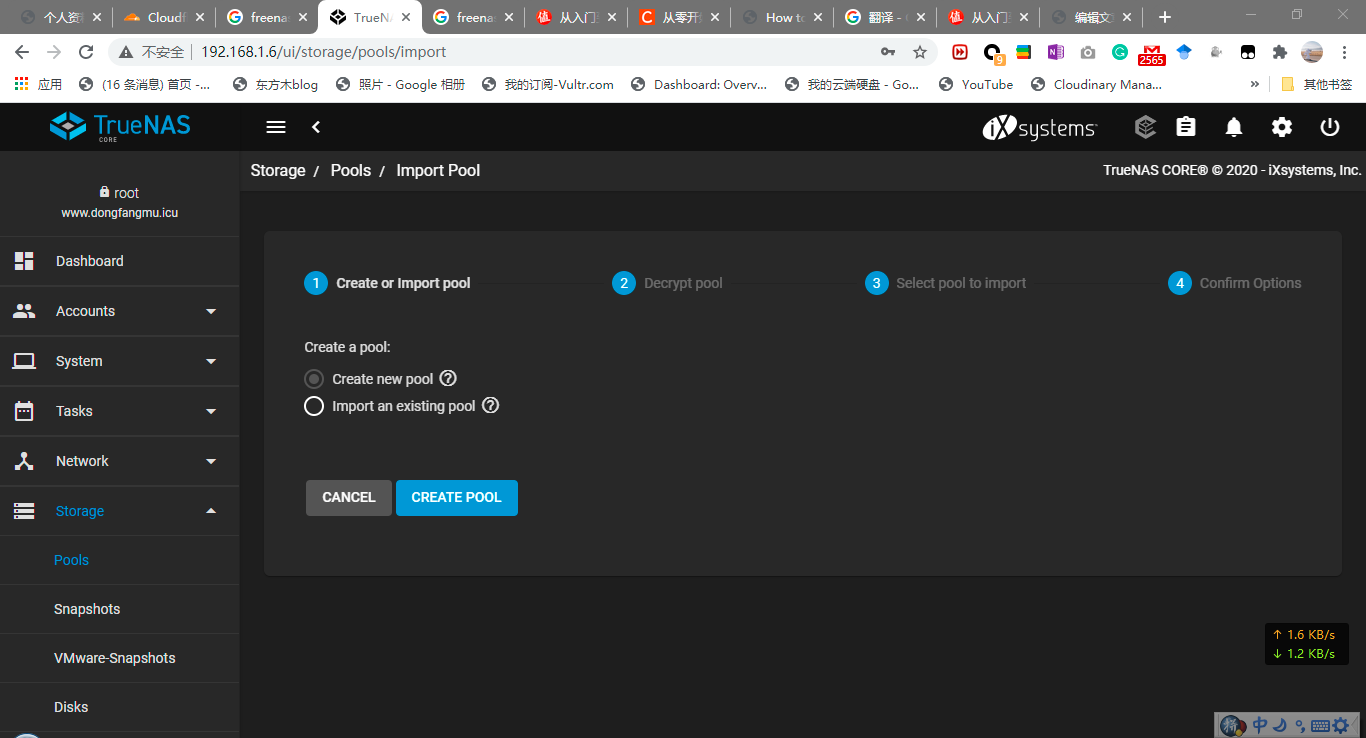 个人资
Cloudf
freena
TrueNA
freena
从入门
从零开
How to
翻译 -
从入门
编辑文
不安全 192.168.1.6/ui/storage/pools/import
9
2565
应用
(16 条消息) 首页 -...
东方木blog
照片 - Google 相册
我的订阅-Vultr.com
Dashboard: Overv...
我的云端硬盘 - Go...
YouTube
Cloudinary Mana...
»
其他书签
TrueNAS
CORE
iXsystems
root
www.dongfangmu.icu
Storage / Pools / Import Pool
TrueNAS CORE® © 2020 - iXsystems, Inc.
Dashboard
Accounts
System
Tasks
Network
Storage
Pools
Snapshots
VMware-Snapshots
Disks
1 Create or Import pool
2 Decrypt pool
3 Select pool to import
4 Confirm Options
Create a pool:
Create new pool
Import an existing pool
CANCEL
CREATE POOL
↑ 1.6 KB/s
↓ 1.2 KB/s
中